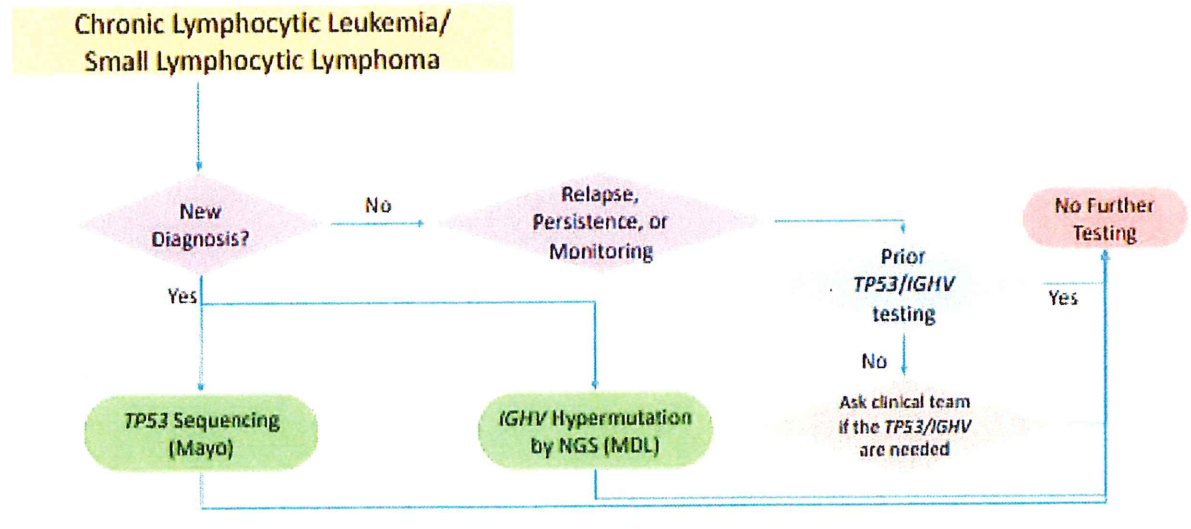 Chronic Lymphocytic Leukemia/
Small Lymphocytic Lymphoma
New
Diagnosis?
No
Relapse,
Persistence, or
Monitoring
No Further
Testing
Prior
TP53/IGHV
testing
Yes
Yes
No
TP53 Sequencing
(Mayo)
IGHV Hypermutation
by NGS (MDL)
Ask clinical team
if the TP53/IGHV
are needed